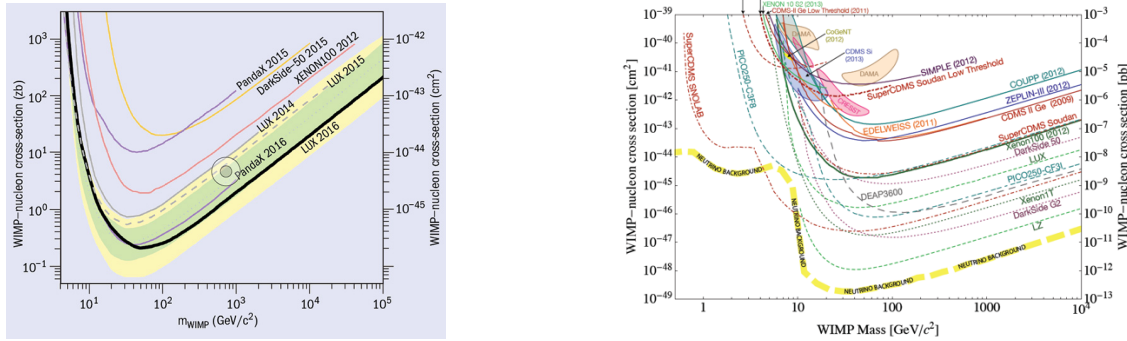 WIMP–nucleon cross-section (zb)
10³
10²
10¹
10⁰
10⁻¹
10¹
10²
10³
10⁴
10⁵
m_WIMP (GeV/c²)
10⁻⁴²
10⁻⁴³
10⁻⁴⁴
10⁻⁴⁵
WIMP–nucleon cross-section (cm²)
PandaX 2015
DarkSide–50 2015
XENON100 2012
LUX 2015
LUX 2014
PandaX 2016
LUX 2016
WIMP–nucleon cross section [cm²]
10⁻³⁹
10⁻⁴⁰
10⁻⁴¹
10⁻⁴²
10⁻⁴³
10⁻⁴⁴
10⁻⁴⁵
10⁻⁴⁶
10⁻⁴⁷
10⁻⁴⁸
10⁻⁴⁹
1
10
100
1000
10⁴
WIMP Mass [GeV/c²]
10⁻³
10⁻⁴
10⁻⁵
10⁻⁶
10⁻⁷
10⁻⁸
10⁻⁹
10⁻¹⁰
10⁻¹¹
10⁻¹²
10⁻¹³
WIMP–nucleon cross section [pb]
CDMS-II Ge Low Threshold (2011)
DAMA
CoGeNT
(2012)
CDMS Si
(2013)
DAMA
CRESST
SIMPLE (2012)
SuperCDMS Soudan Low Threshold
COUPP (2012)
ZEPLIN-III (2012)
CDMS II Ge (2009)
EDELWEISS (2011)
SuperCDMS Soudan
Xenon100 (2012)
DarkSide 50
LUX
PICO250-CF3I
DEAP3600
Xenon1T
DarkSide G2
LZ
SuperCDMS SNOLAB
PICO250-C3F8
NEUTRINO BACKGROUND
NEUTRINO BACKGROUND
NEUTRINO BACKGROUND
NEUTRINO BACKGROUND